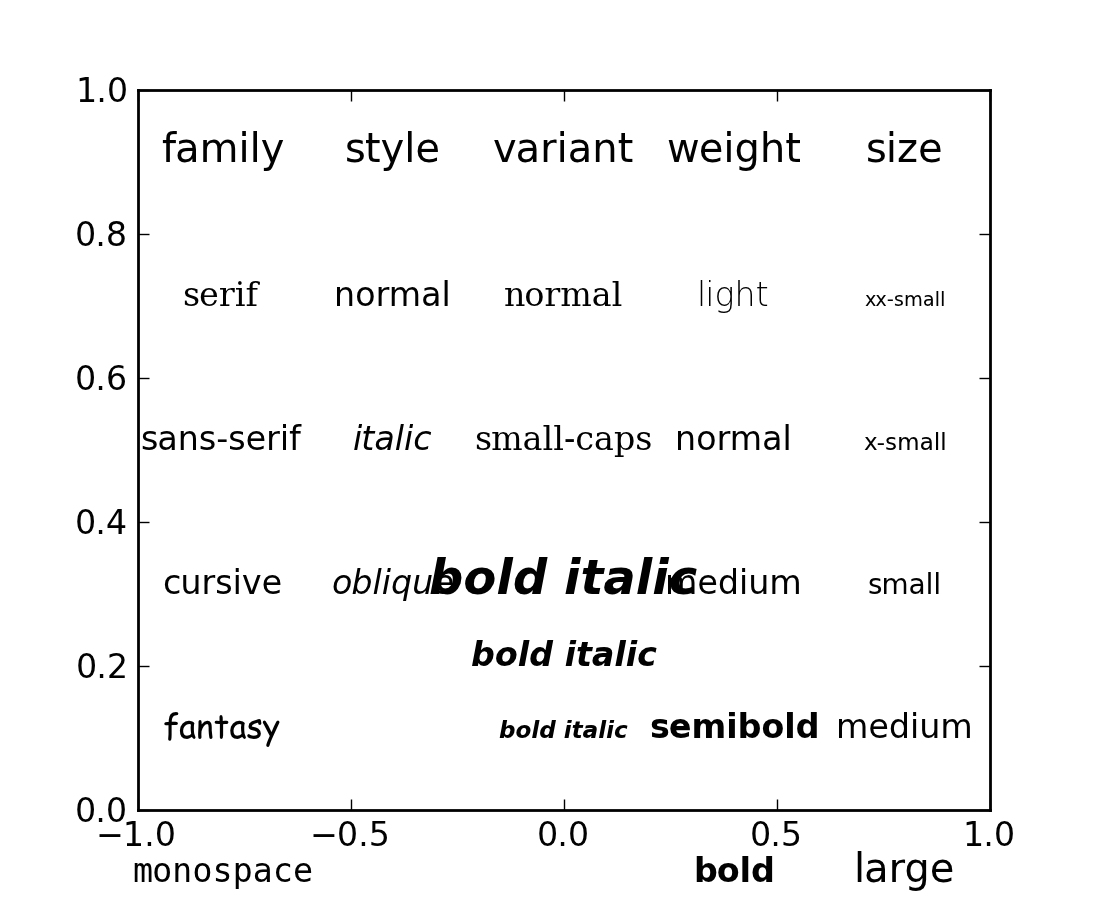 1.0
family style variant weight size
0.8
serif normal normal light xx-small
0.6
sans-serif italic small-caps normal x-small
0.4
cursive oblique bold italic medium small
bold italic
0.2
fantasy bold italic semibold medium
0.0
−1.0 −0.5 0.0 0.5 1.0
monospace bold large